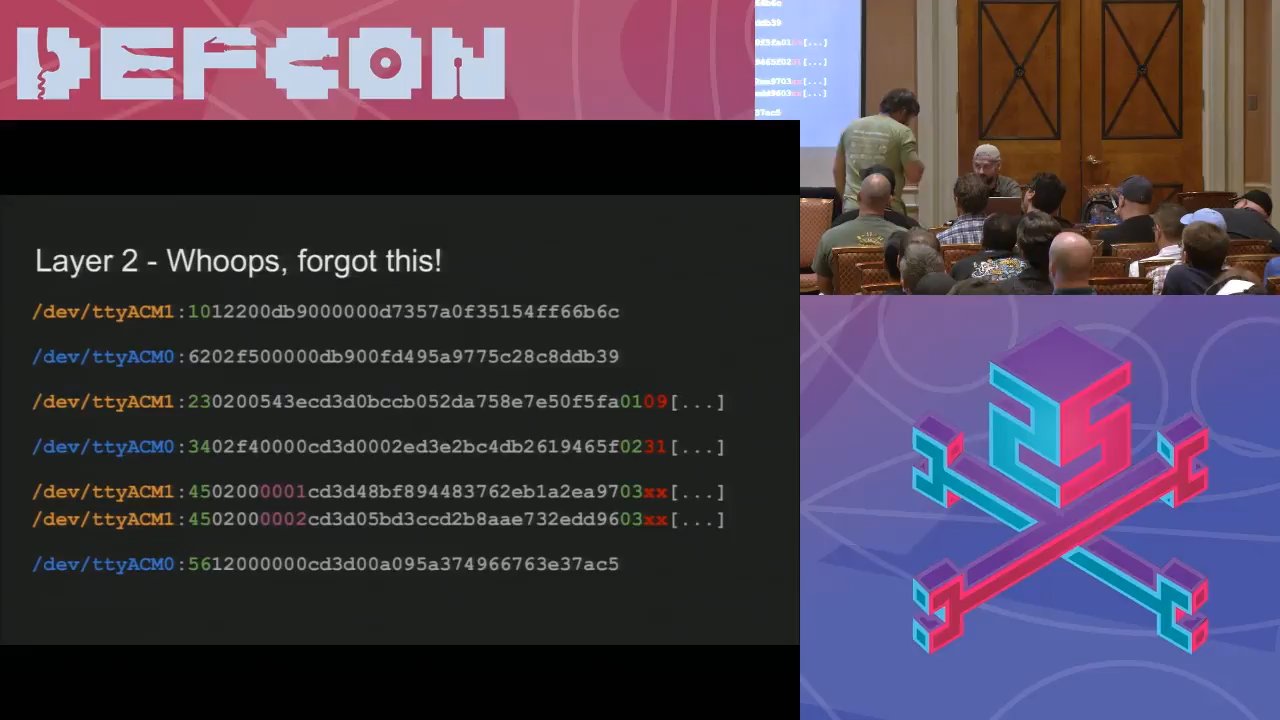 DEFCON
Layer 2 - Whoops, forgot this!
/dev/ttyACM1:1012200db9000000d7357a0f35154ff66b6c
/dev/ttyACM0:6202f500000db900fd495a9775c28c8ddb39
/dev/ttyACM1:230200543ecd3d0bccb052da758e7e50f5fa0109[...]
/dev/ttyACM0:3402f40000cd3d0002ed3e2bc4db2619465f0231[...]
/dev/ttyACM1:4502000001cd3d48bf894483762eb1a2ea9703xx[...]
/dev/ttyACM1:4502000002cd3d05bd3ccd2b8aae732edd9603xx[...]
/dev/ttyACM0:5612000000cd3d00a095a374966763e37ac5
25